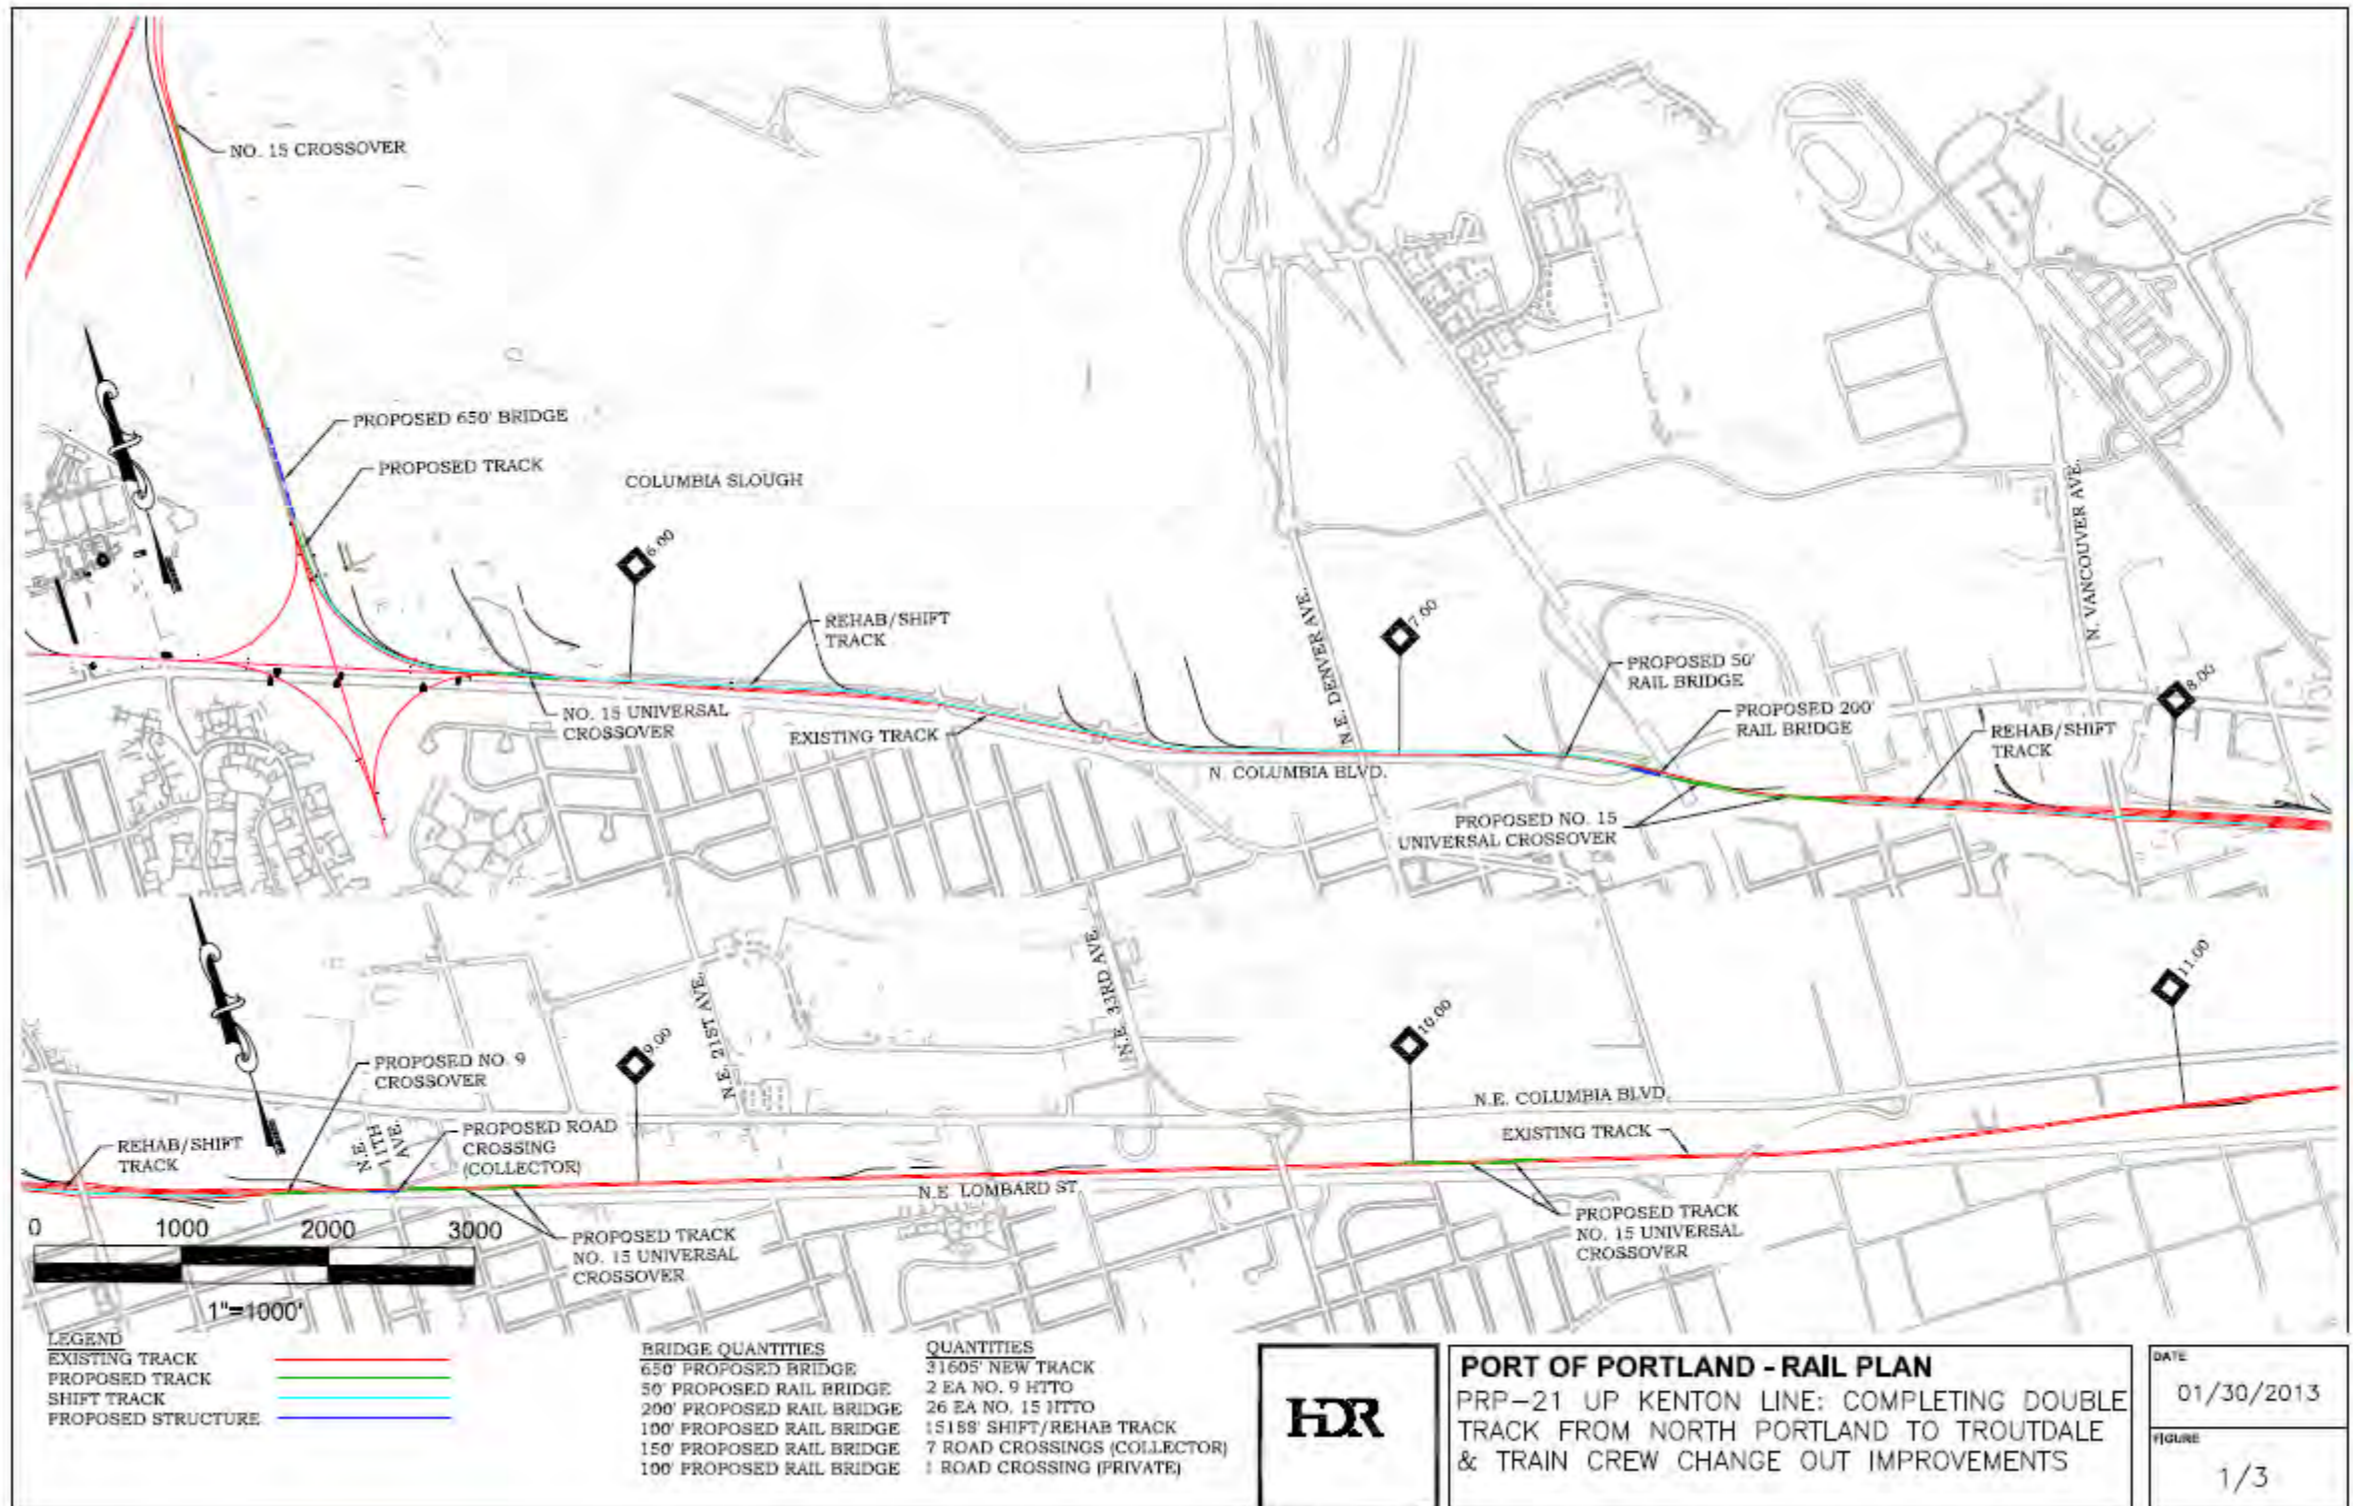 NO. 15 CROSSOVER
PROPOSED 650' BRIDGE
PROPOSED TRACK
COLUMBIA SLOUGH
6.00
REHAB/SHIFT
TRACK
NO. 15 UNIVERSAL
CROSSOVER
EXISTING TRACK
N.E. DENVER AVE.
7.00
N. COLUMBIA BLVD.
PROPOSED 50'
RAIL BRIDGE
PROPOSED 200'
RAIL BRIDGE
PROPOSED NO. 15
UNIVERSAL CROSSOVER
N. VANCOUVER AVE.
8.00
REHAB/SHIFT
TRACK
REHAB/SHIFT
TRACK
PROPOSED NO. 9
CROSSOVER
N.E.
11TH
AVE.
PROPOSED ROAD
CROSSING
(COLLECTOR)
9.00
N.E. 21ST AVE.
N.E. 33RD AVE.
10.00
11.00
N.E. COLUMBIA BLVD.
EXISTING TRACK
N.E. LOMBARD ST
PROPOSED TRACK
NO. 15 UNIVERSAL
CROSSOVER
PROPOSED TRACK
NO. 15 UNIVERSAL
CROSSOVER
0 1000 2000 3000
1"=1000'
LEGEND
EXISTING TRACK
PROPOSED TRACK
SHIFT TRACK
PROPOSED STRUCTURE
BRIDGE QUANTITIES
650' PROPOSED BRIDGE
50' PROPOSED RAIL BRIDGE
200' PROPOSED RAIL BRIDGE
100' PROPOSED RAIL BRIDGE
150' PROPOSED RAIL BRIDGE
100' PROPOSED RAIL BRIDGE
QUANTITIES
31605' NEW TRACK
2 EA NO. 9 HTTO
26 EA NO. 15 HTTO
15188' SHIFT/REHAB TRACK
7 ROAD CROSSINGS (COLLECTOR)
1 ROAD CROSSING (PRIVATE)
HDR
PORT OF PORTLAND - RAIL PLAN
PRP-21 UP KENTON LINE: COMPLETING DOUBLE
TRACK FROM NORTH PORTLAND TO TROUTDALE
& TRAIN CREW CHANGE OUT IMPROVEMENTS
DATE
01/30/2013
FIGURE
1/3